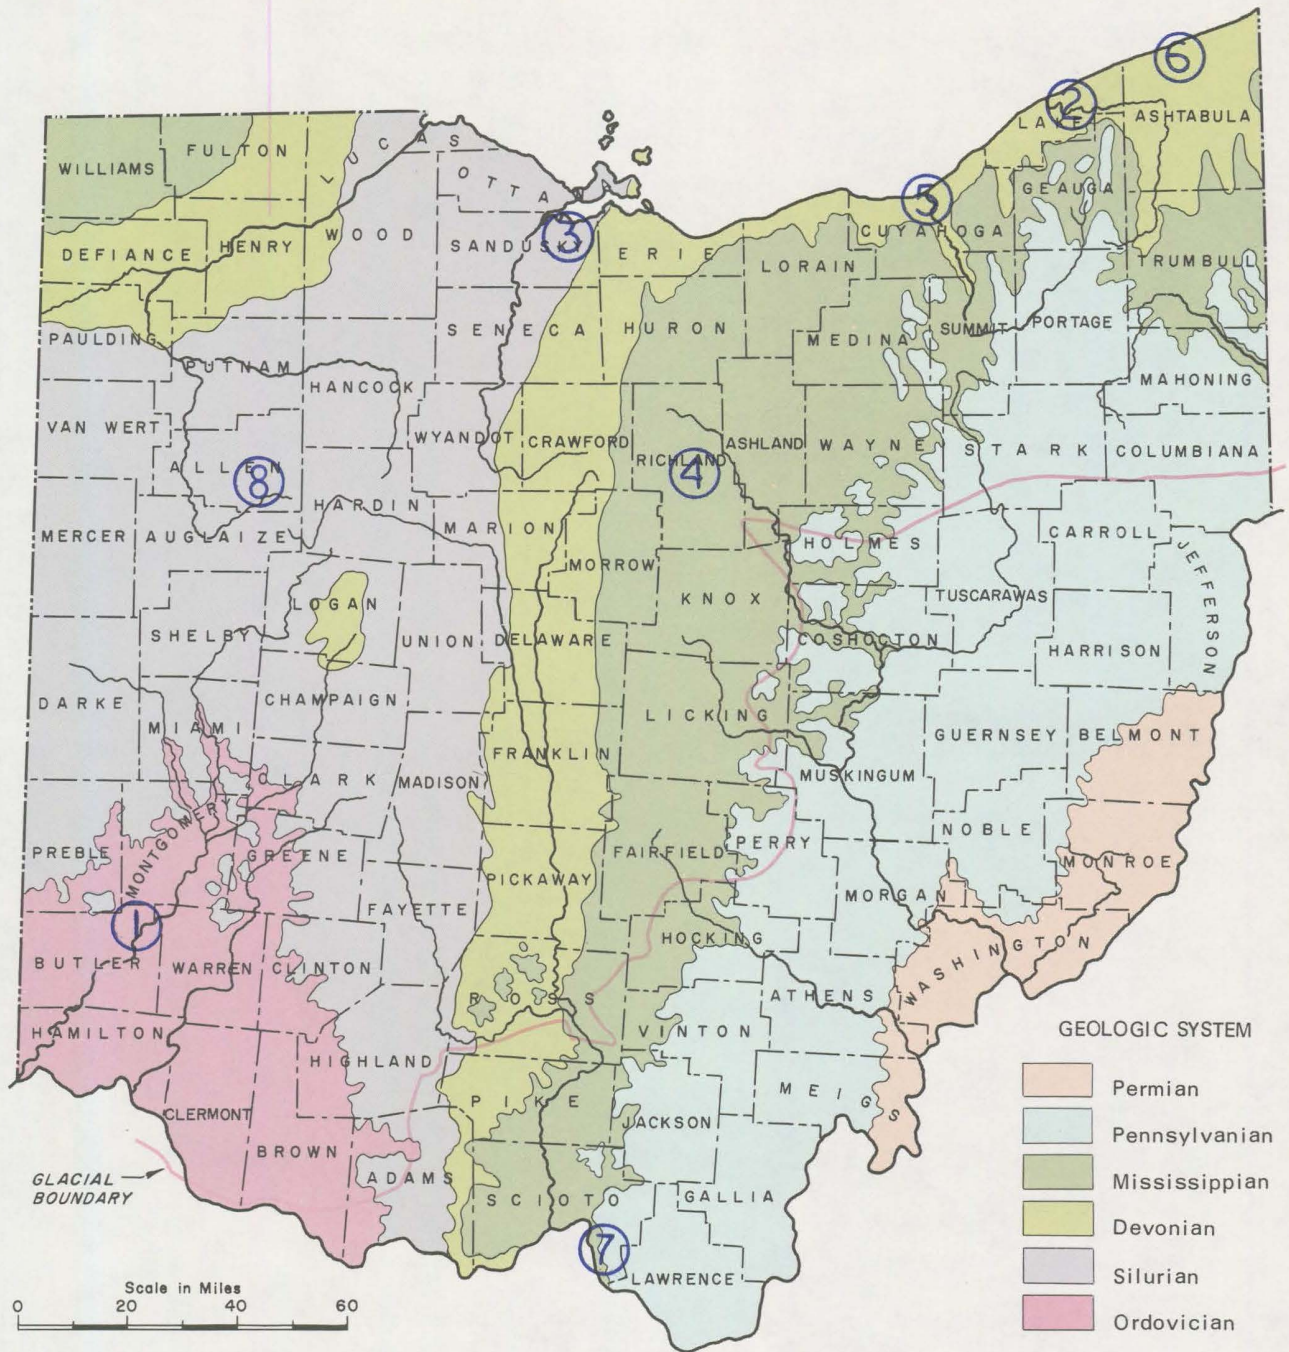 6
2
LAKE
ASHTABULA
FULTON
LUCAS
WILLIAMS
OTTAWA
GEAUGA
5
3
WOOD
SANDUSKY
CUYAHOGA
DEFIANCE
HENRY
ERIE
LORAIN
TRUMBULL
PAULDING
SENECA
HURON
MEDINA
SUMMIT
PORTAGE
PUTNAM
HANCOCK
MAHONING
VAN WERT
WYANDOT
CRAWFORD
ASHLAND
WAYNE
STARK
COLUMBIANA
RICHLAND
4
ALLEN
8
HARDIN
MARION
MERCER
AUGLAIZE
HOLMES
CARROLL
JEFFERSON
MORROW
LOGAN
KNOX
TUSCARAWAS
SHELBY
UNION
DELAWARE
COSHOCTON
HARRISON
DARKE
CHAMPAIGN
MIAMI
LICKING
GUERNSEY
BELMONT
FRANKLIN
CLARK
MADISON
MUSKINGUM
MONTGOMERY
NOBLE
PREBLE
GREENE
FAIRFIELD
PERRY
MONROE
PICKAWAY
MORGAN
FAYETTE
1
HOCKING
WASHINGTON
BUTLER
WARREN
CLINTON
ROSS
ATHENS
HAMILTON
VINTON
HIGHLAND
MEIGS
CLERMONT
PIKE
JACKSON
BROWN
ADAMS
SCIOTO
GALLIA
7
LAWRENCE
GLACIAL
BOUNDARY
GEOLOGIC SYSTEM
Permian
Pennsylvanian
Mississippian
Devonian
Silurian
Ordovician
Scale in Miles
0 20 40 60